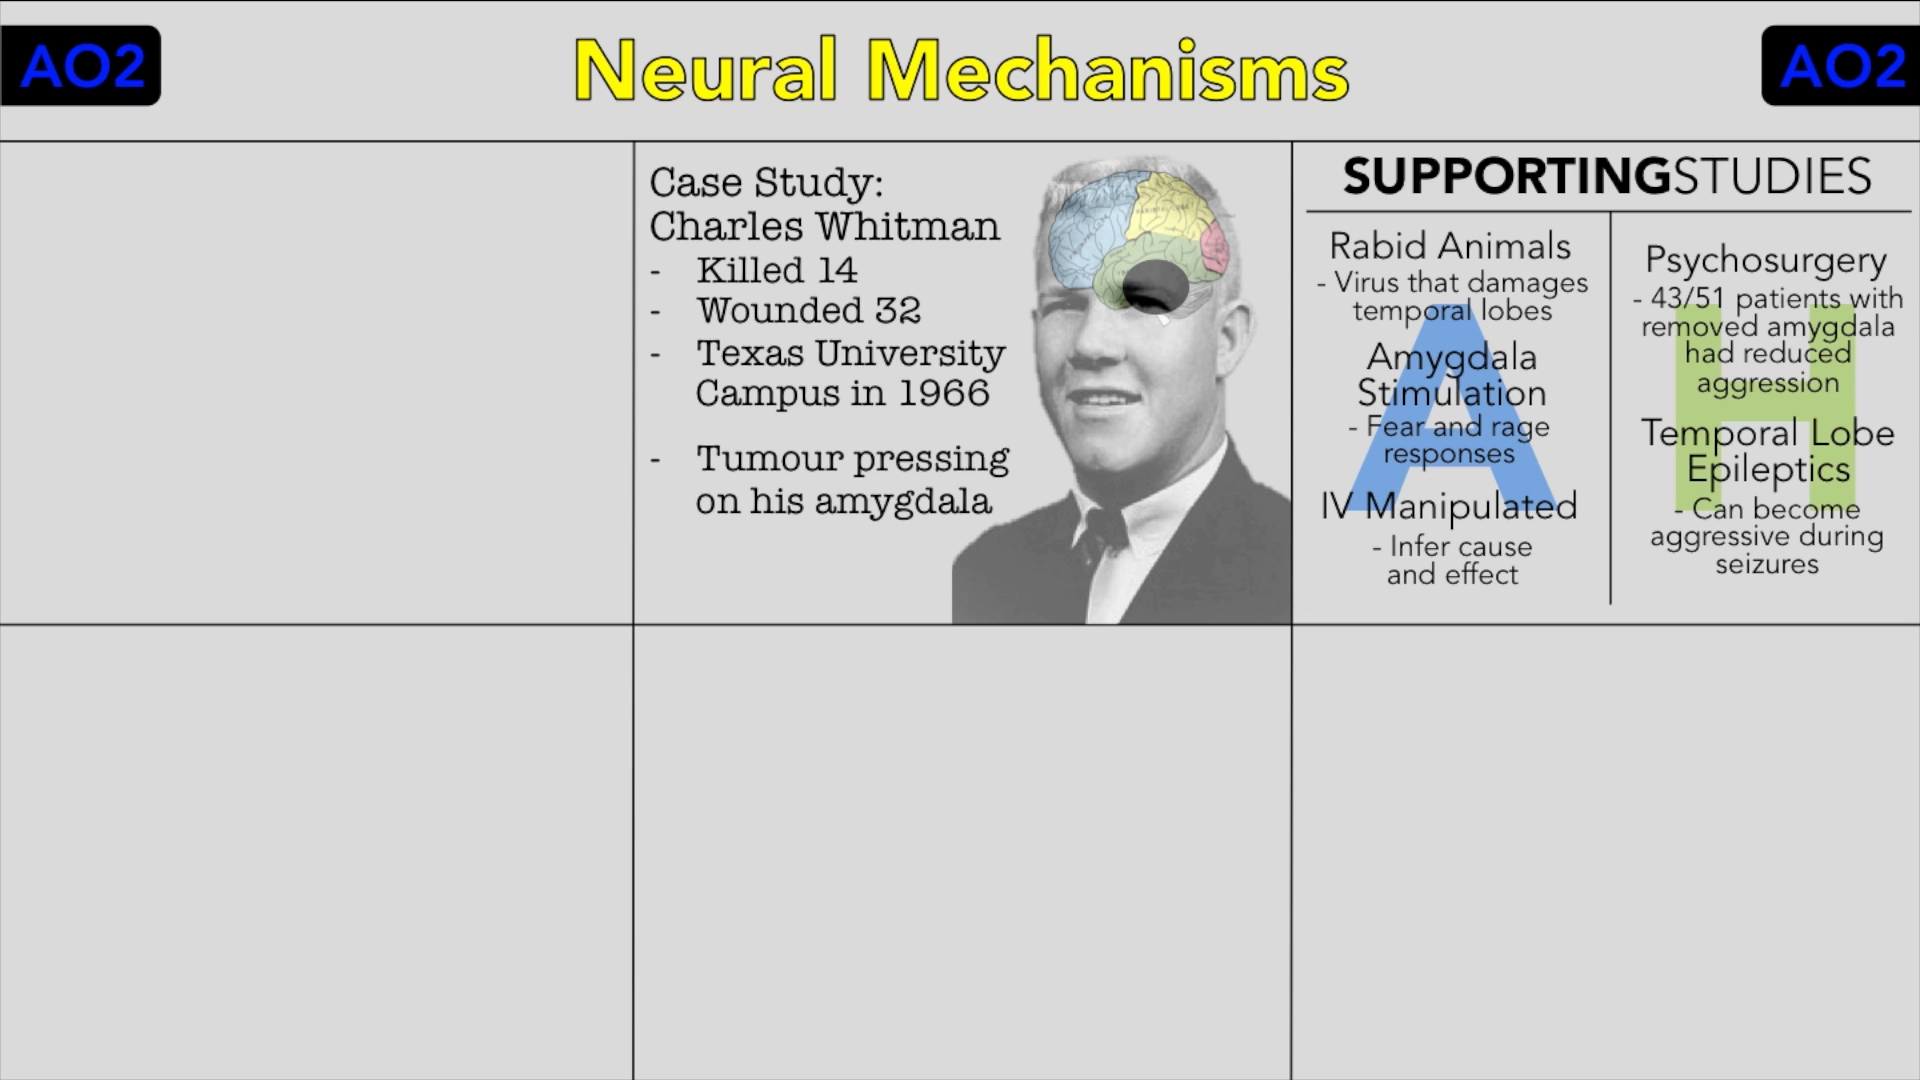 AO2
Neural Mechanisms
AO2
Case Study:
Charles Whitman
- Killed 14
- Wounded 32
- Texas University
Campus in 1966
- Tumour pressing
on his amygdala
SUPPORTINGSTUDIES
A
Rabid Animals
- Virus that damages
temporal lobes
Amygdala
Stimulation
- Fear and rage
responses
IV Manipulated
- Infer cause
and effect
H
Psychosurgery
- 43/51 patients with
removed amygdala
had reduced
aggression
Temporal Lobe
Epileptics
- Can become
aggressive during
seizures